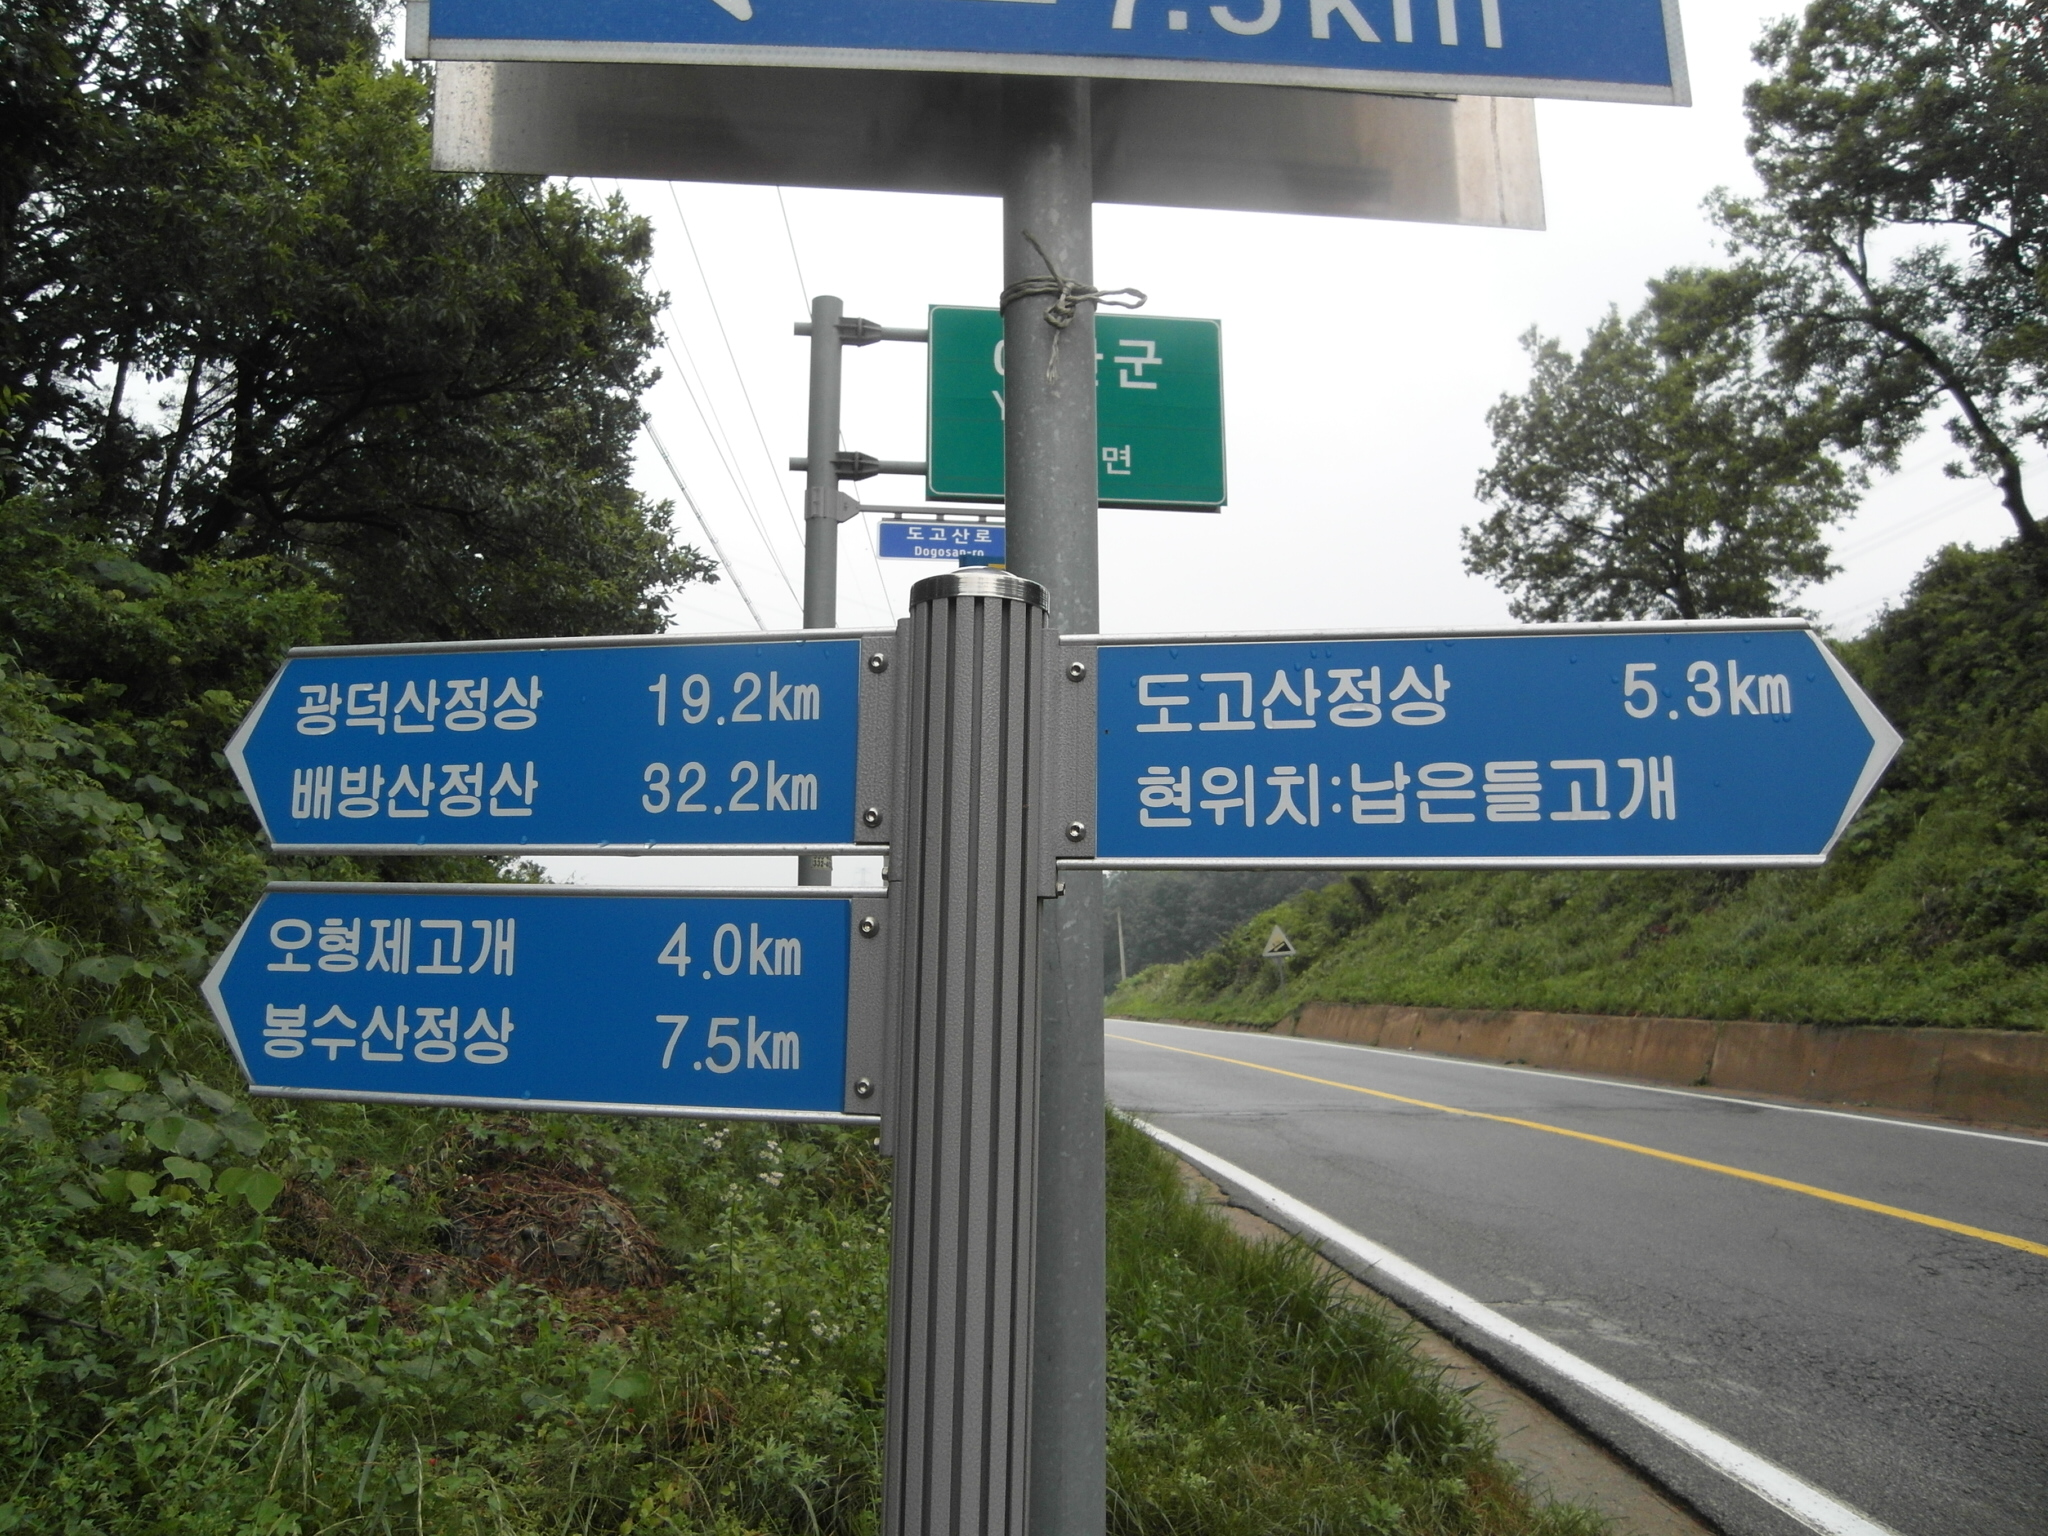 7.5km
군
면
도고산로
Dogosan-ro
광덕산정상 19.2km
배방산정산 32.2km
도고산정상 5.3km
현위치:납은들고개
오형제고개 4.0km
봉수산정상 7.5km